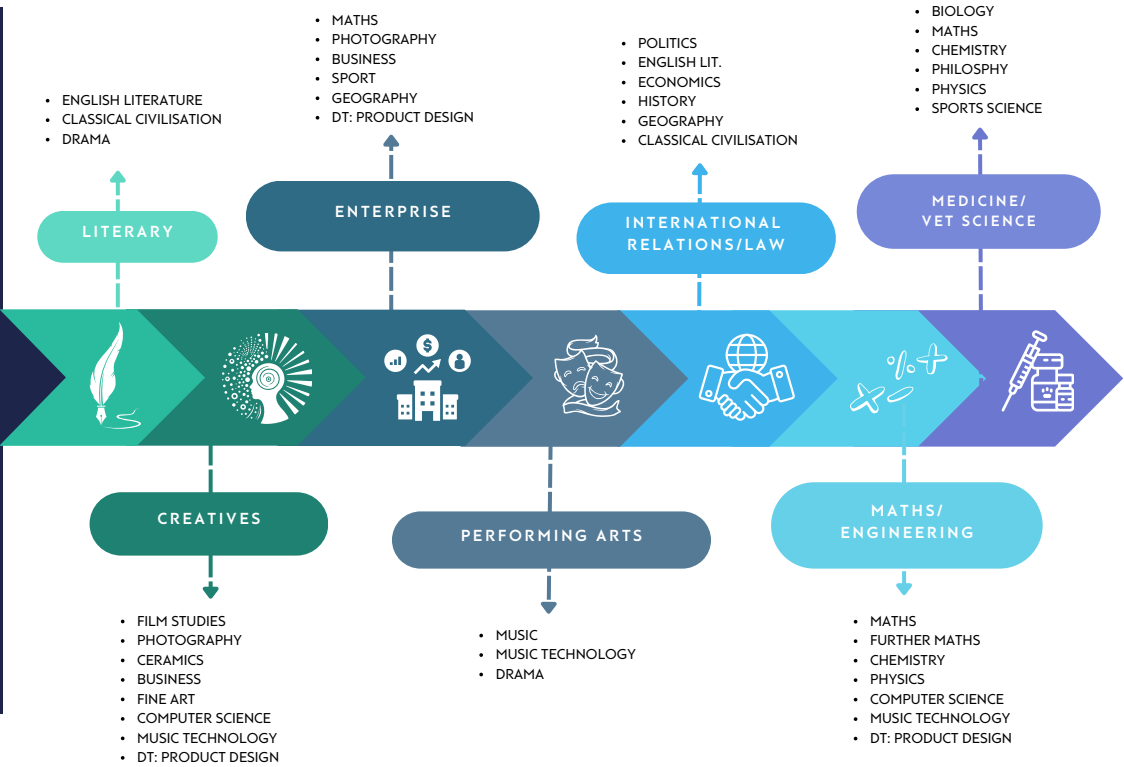 ENGLISH LITERATURE
CLASSICAL CIVILISATION
DRAMA
LITERARY
MATHS
PHOTOGRAPHY
BUSINESS
SPORT
GEOGRAPHY
DT: PRODUCT DESIGN
ENTERPRISE
POLITICS
ENGLISH LIT.
ECONOMICS
HISTORY
GEOGRAPHY
CLASSICAL CIVILISATION
INTERNATIONAL
RELATIONS/LAW
BIOLOGY
MATHS
CHEMISTRY
PHILOSPHY
PHYSICS
SPORTS SCIENCE
MEDICINE/
VET SCIENCE
CREATIVES
FILM STUDIES
PHOTOGRAPHY
CERAMICS
BUSINESS
FINE ART
COMPUTER SCIENCE
MUSIC TECHNOLOGY
DT: PRODUCT DESIGN
PERFORMING ARTS
MUSIC
MUSIC TECHNOLOGY
DRAMA
MATHS/
ENGINEERING
MATHS
FURTHER MATHS
CHEMISTRY
PHYSICS
COMPUTER SCIENCE
MUSIC TECHNOLOGY
DT: PRODUCT DESIGN